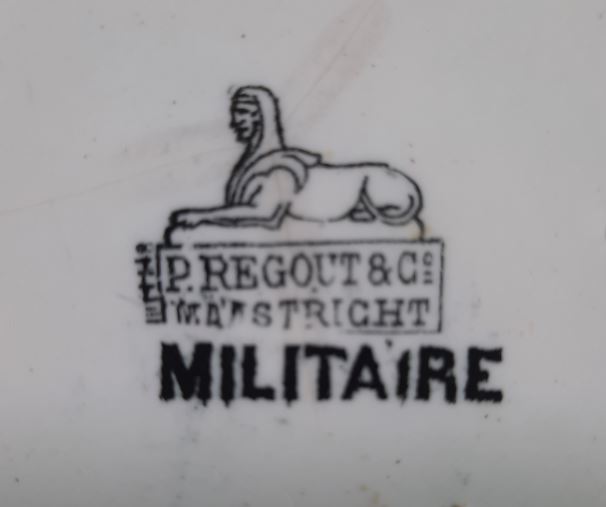 P. REGOUT & Co
MAASTRICHT
MILITAIRE